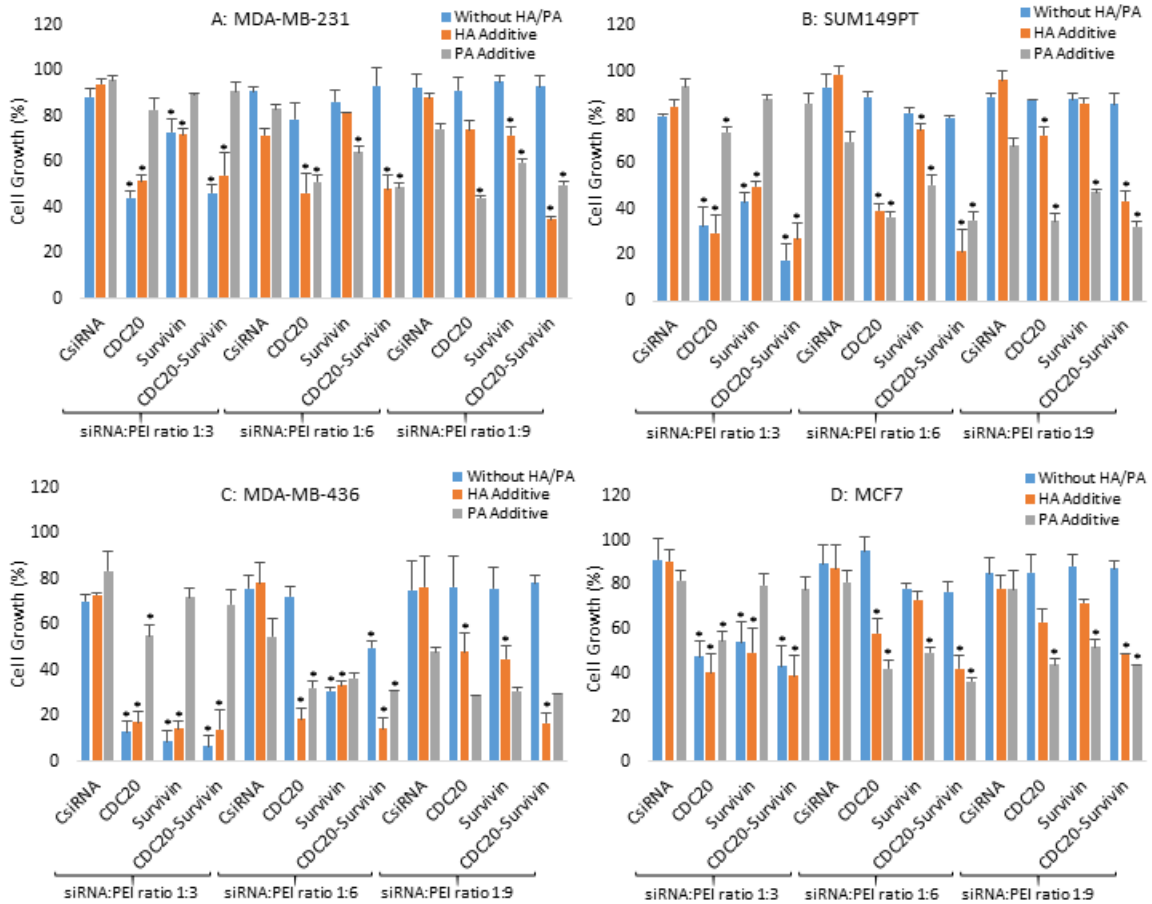 A: MDA-MB-231
Without HA/PA
HA Additive
PA Additive
Cell Growth (%)
120
100
80
60
40
20
0
* * * * * * * * * * * * * * *
CsiRNA CDC20 Survivin CDC20-Survivin CsiRNA CDC20 Survivin CDC20-Survivin CsiRNA CDC20 Survivin CDC20-Survivin
siRNA:PEI ratio 1:3 siRNA:PEI ratio 1:6 siRNA:PEI ratio 1:9
B: SUM149PT
Without HA/PA
HA Additive
PA Additive
Cell Growth (%)
120
100
80
60
40
20
0
* * * * * * * * * * * * * * * * * *
CsiRNA CDC20 Survivin CDC20-Survivin CsiRNA CDC20 Survivin CDC20-Survivin CsiRNA CDC20 Survivin CDC20-Survivin
siRNA:PEI ratio 1:3 siRNA:PEI ratio 1:6 siRNA:PEI ratio 1:9
C: MDA-MB-436
Without HA/PA
HA Additive
PA Additive
Cell Growth (%)
120
100
80
60
40
20
0
* * * * * * * * * * * * * * * * *
CsiRNA CDC20 Survivin CDC20-Survivin CsiRNA CDC20 Survivin CDC20-Survivin CsiRNA CDC20 Survivin CDC20-Survivin
siRNA:PEI ratio 1:3 siRNA:PEI ratio 1:6 siRNA:PEI ratio 1:9
D: MCF7
Without HA/PA
HA Additive
PA Additive
Cell Growth (%)
120
100
80
60
40
20
0
* * * * * * * * * * * * * * * *
CsiRNA CDC20 Survivin CDC20-Survivin CsiRNA CDC20 Survivin CDC20-Survivin CsiRNA CDC20 Survivin CDC20-Survivin
siRNA:PEI ratio 1:3 siRNA:PEI ratio 1:6 siRNA:PEI ratio 1:9